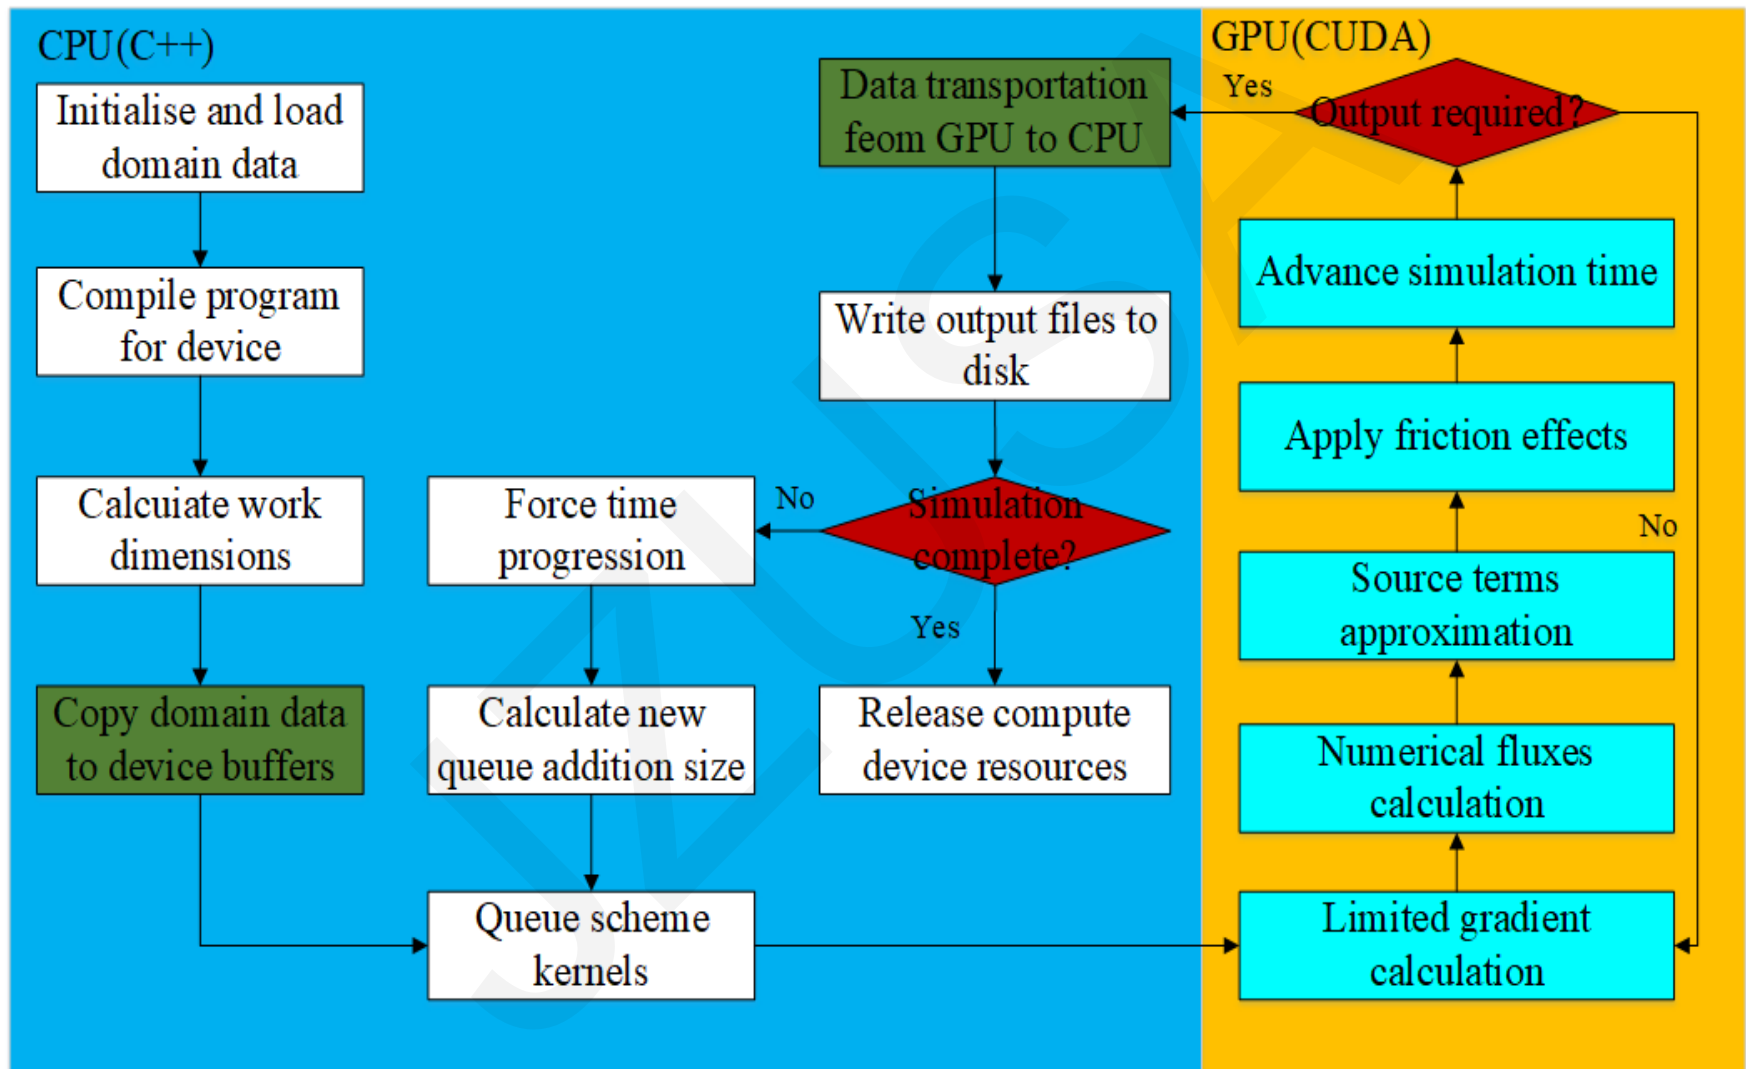 CPU(C++)
Initialise and load
domain data
Compile program
for device
Calcuiate work
dimensions
Copy domain data
to device buffers
Force time
progression
Calculate new
queue addition size
Queue scheme
kernels
Data transportation
feom GPU to CPU
Write output files to
disk
No
Simulation
complete?
Yes
Release compute
device resources
GPU(CUDA)
Yes
Output required?
Advance simulation time
Apply friction effects
No
Source terms
approximation
Numerical fluxes
calculation
Limited gradient
calculation
JZUSA